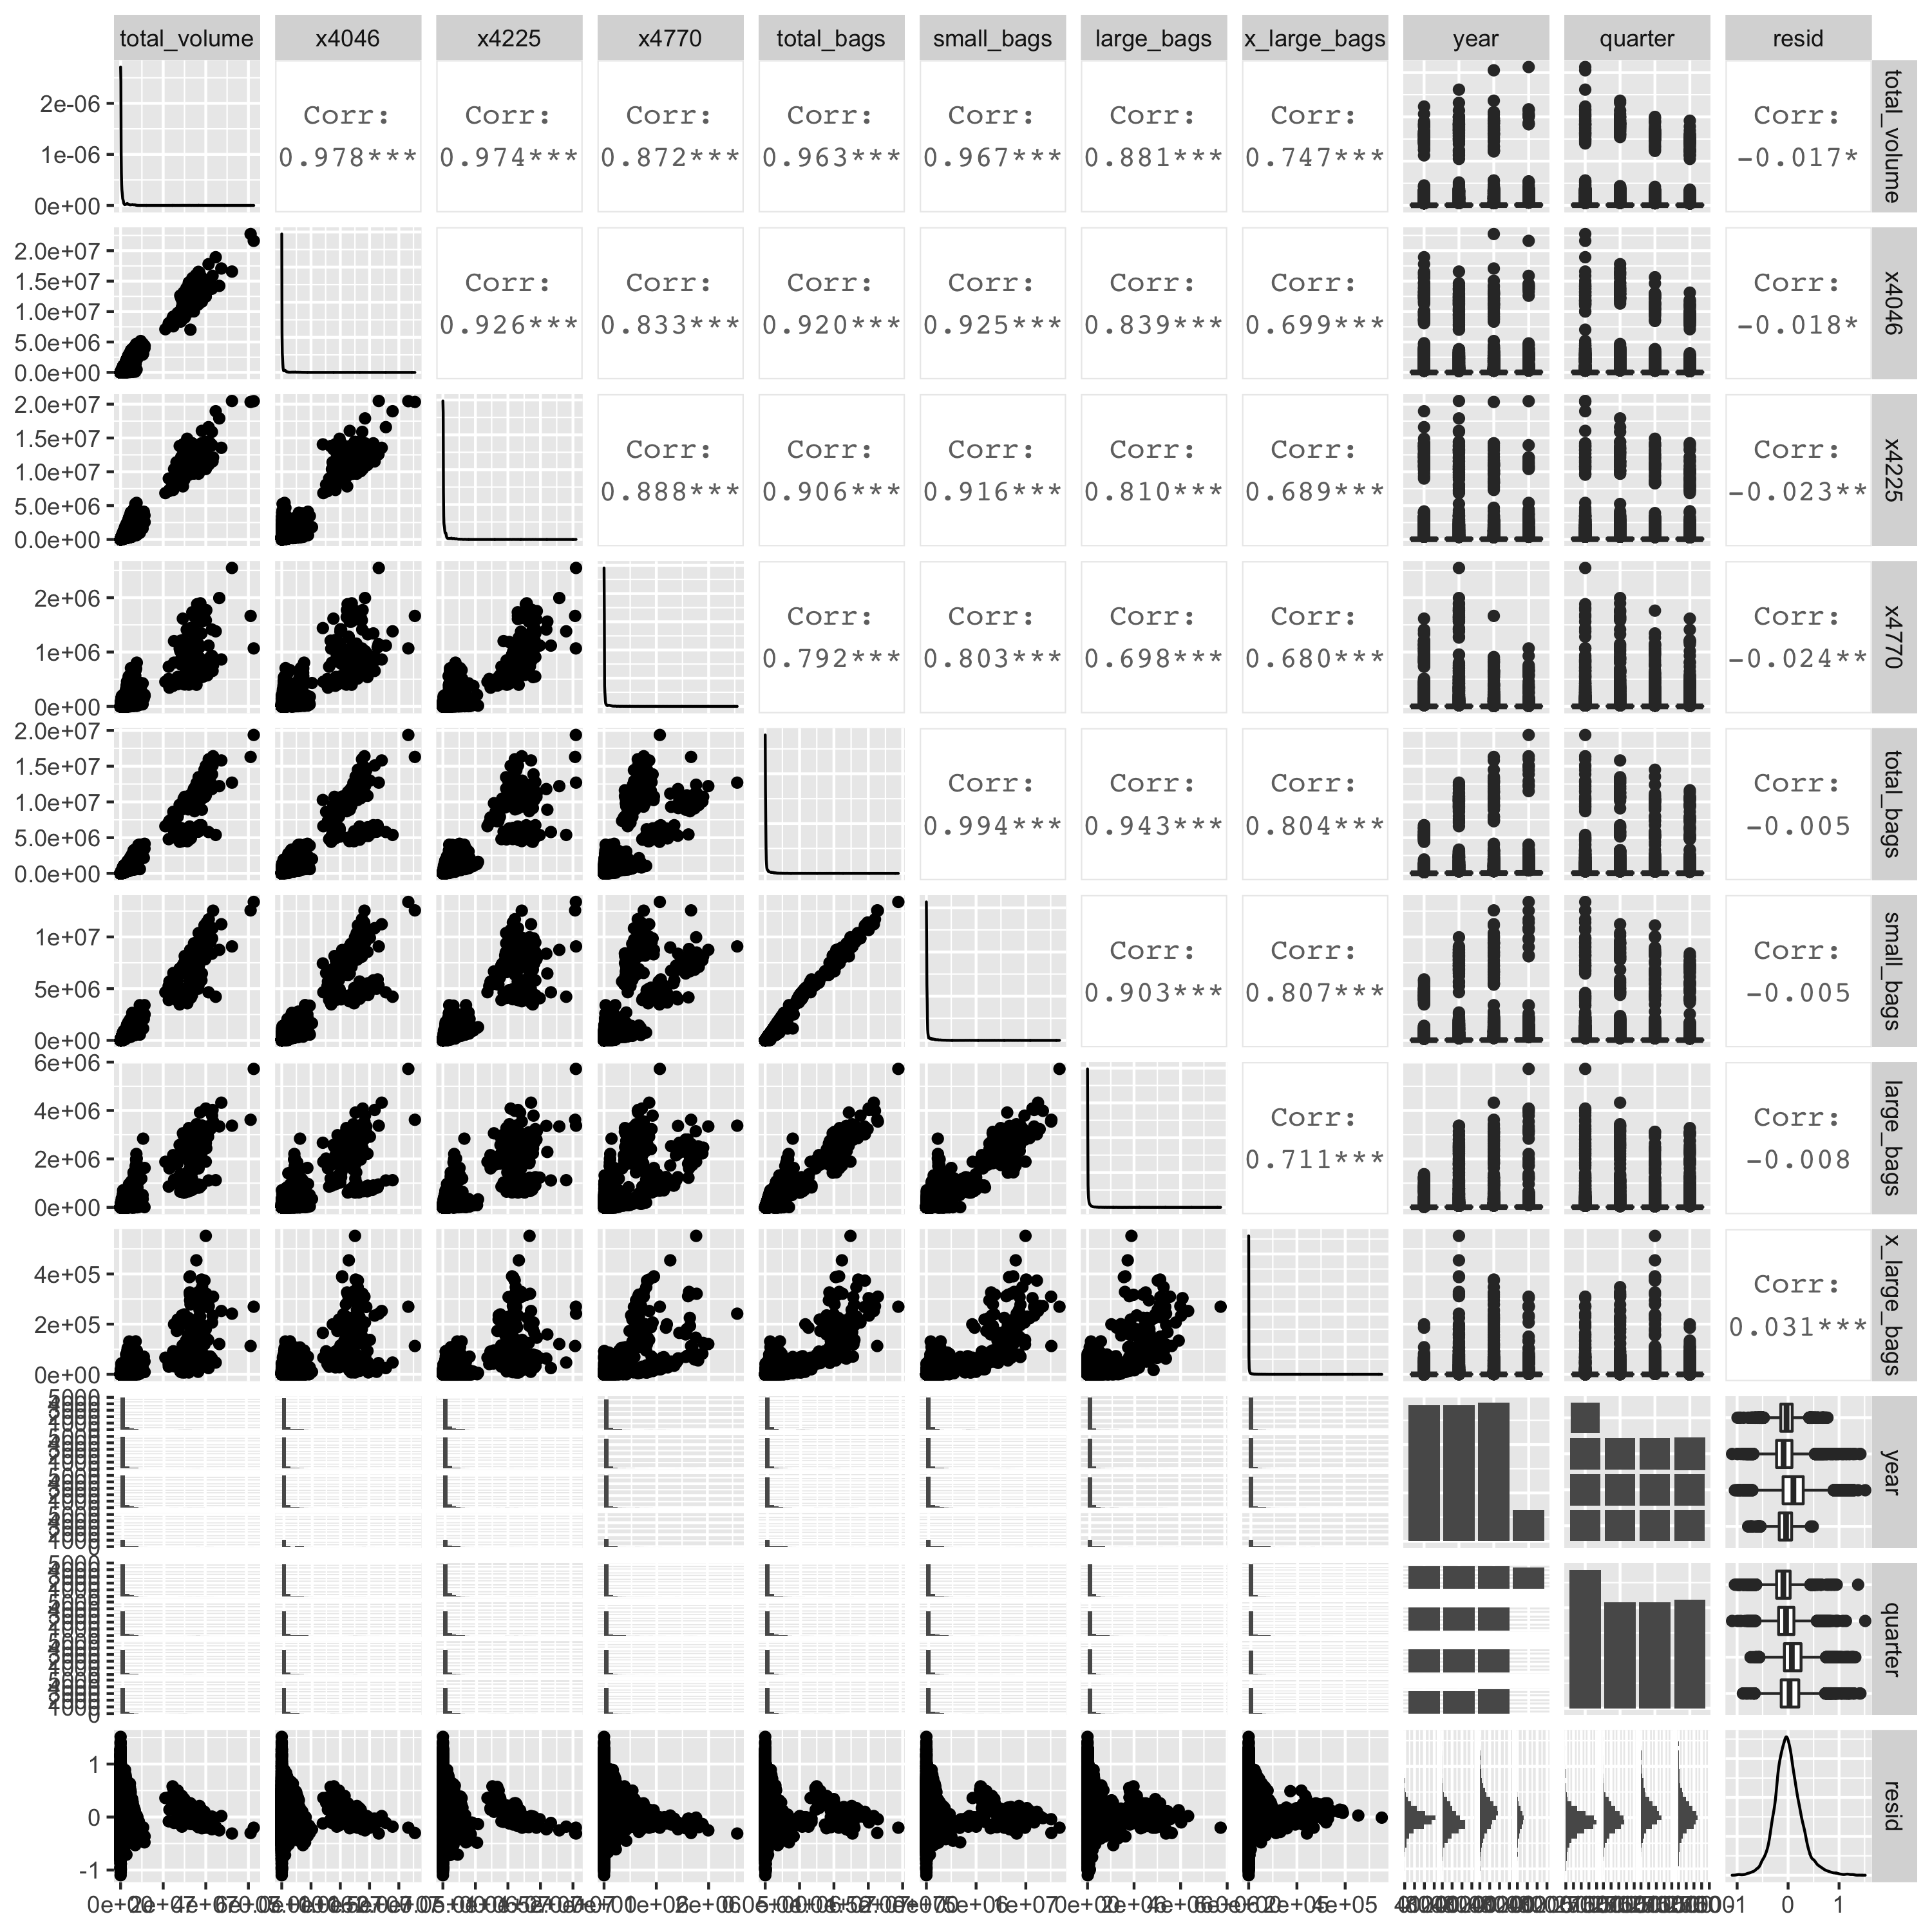 total_volume x4046 x4225 x4770 total_bags small_bags large_bags x_large_bags year quarter resid
2e-06
1e-06
0e+00
Corr: Corr: Corr: Corr: Corr: Corr: Corr: Corr:
0.978*** 0.974*** 0.872*** 0.963*** 0.967*** 0.881*** 0.747*** -0.017*
total_volume
2.0e+07
1.5e+07
1.0e+07
5.0e+06
0.0e+00
Corr: Corr: Corr: Corr: Corr: Corr: Corr:
0.926*** 0.833*** 0.920*** 0.925*** 0.839*** 0.699*** -0.018*
x4046
2.0e+07
1.5e+07
1.0e+07
5.0e+06
0.0e+00
Corr: Corr: Corr: Corr: Corr: Corr:
0.888*** 0.906*** 0.916*** 0.810*** 0.689*** -0.023**
x4225
2e+06
1e+06
0e+00
Corr: Corr: Corr: Corr: Corr:
0.792*** 0.803*** 0.698*** 0.680*** -0.024**
x4770
2.0e+07
1.5e+07
1.0e+07
5.0e+06
0.0e+00
Corr: Corr: Corr: Corr:
0.994*** 0.943*** 0.804*** -0.005
total_bags
1e+07
5e+06
0e+00
Corr: Corr: Corr:
0.903*** 0.807*** -0.005
small_bags
6e+06
4e+06
2e+06
0e+00
Corr: Corr:
0.711*** -0.008
large_bags
4e+05
2e+05
0e+00
Corr:
0.031***
x_large_bags
year
quarter
1
0
-1
resid
-1 0 1